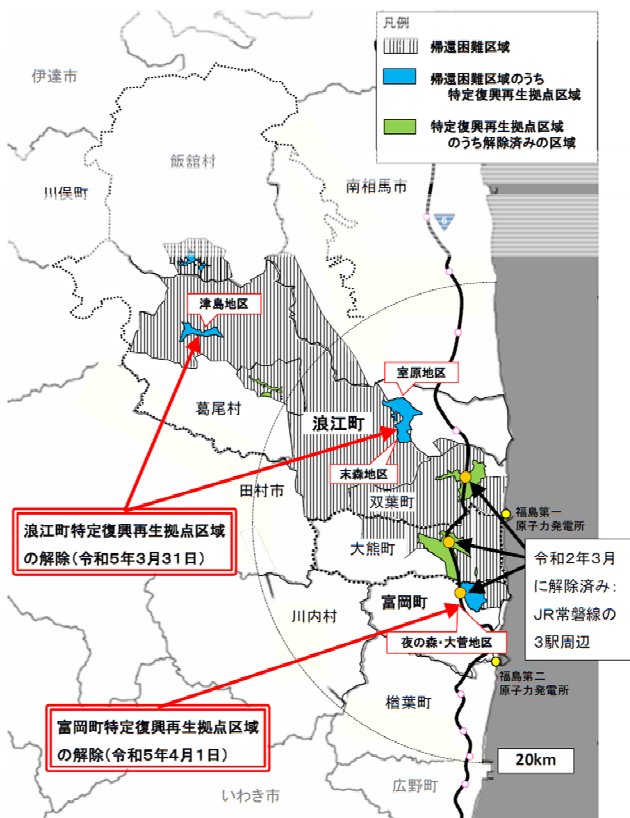 凡例
帰還困難区域
帰還困難区域のうち
特定復興再生拠点区域
特定復興再生拠点区域
のうち解除済みの区域
伊達市
飯舘村
川俣町
南相馬市
6
津島地区
室原地区
葛尾村
浪江町
末森地区
田村市
双葉町
福島第一
原子力発電所
浪江町特定復興再生拠点区域
の解除(令和5年3月31日)
大熊町
令和2年3月
に解除済み:
JR常磐線の
3駅周辺
富岡町
川内村
夜の森・大菅地区
福島第二
原子力発電所
楢葉町
富岡町特定復興再生拠点区域
の解除(令和5年4月1日)
20km
広野町
いわき市